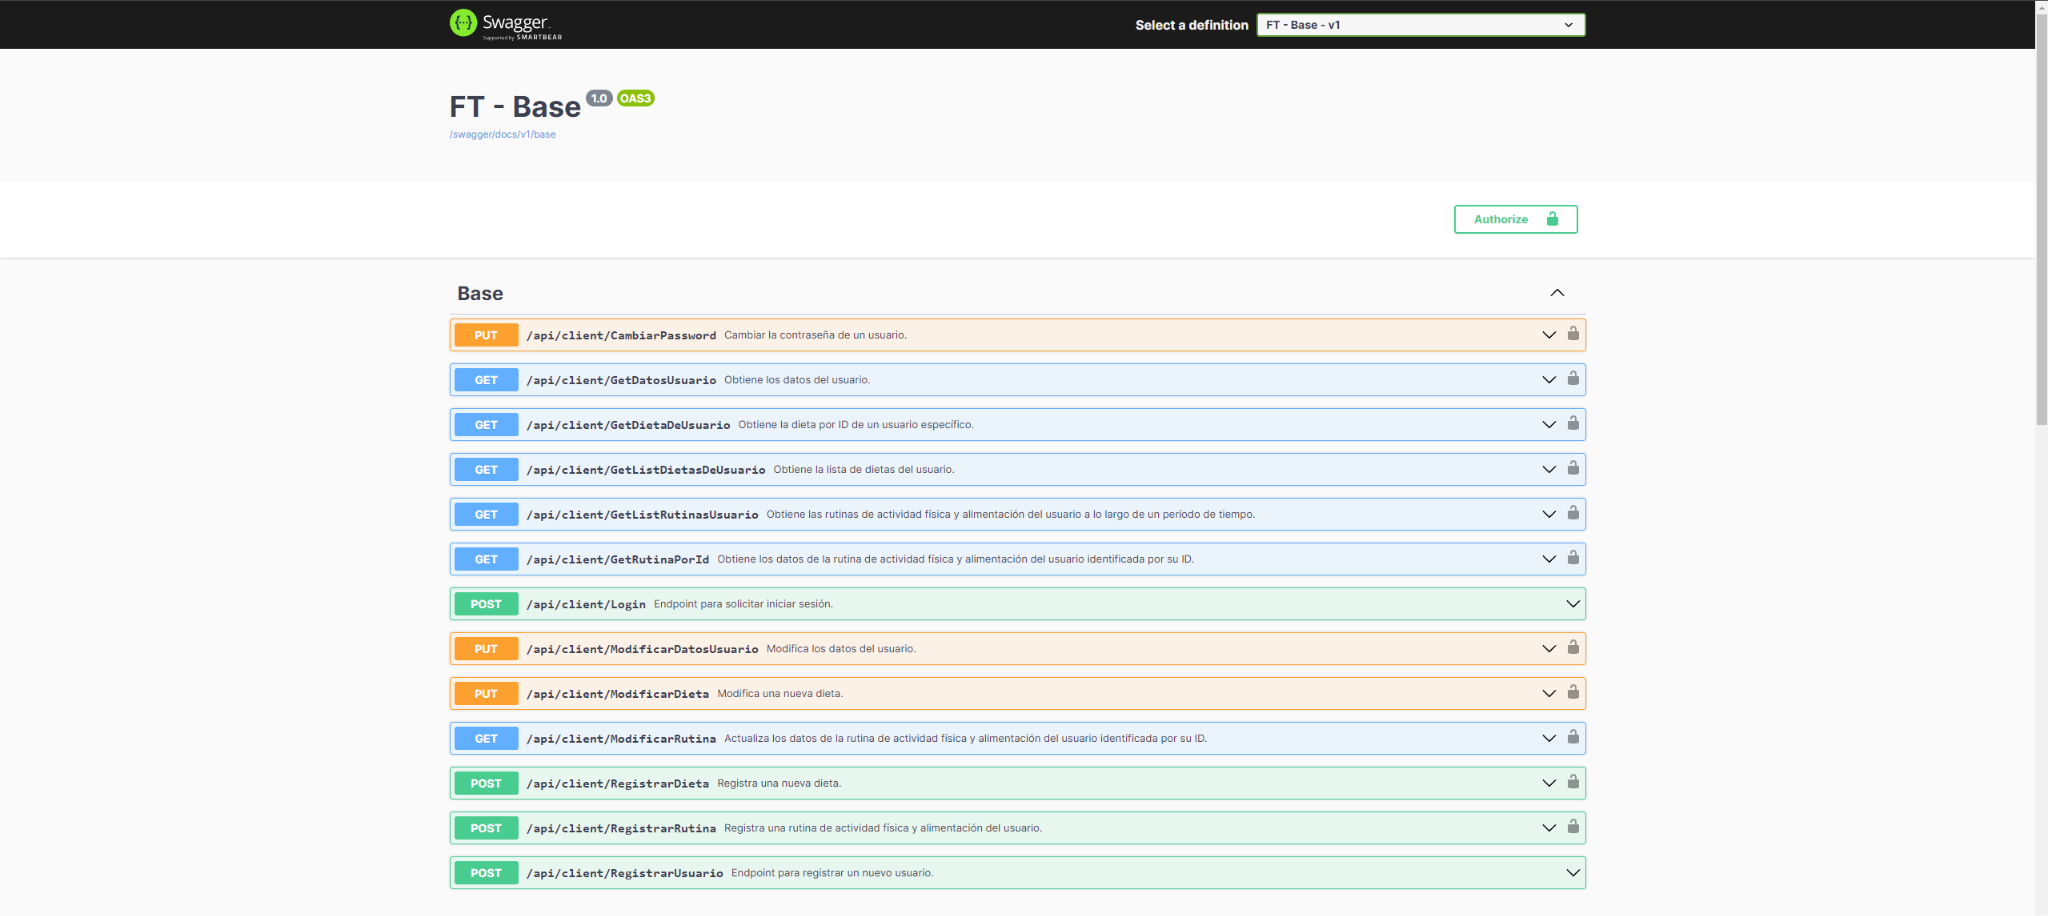 Swagger.
Supported by SMARTBEAR
Select a definition FT - Base - v1
FT - Base 1.0 OAS3
/swagger/docs/v1/base
Authorize
Base
PUT /api/client/CambiarPassword Cambiar la contraseña de un usuario.
GET /api/client/GetDatosUsuario Obtiene los datos del usuario.
GET /api/client/GetDietaDeUsuario Obtiene la dieta por ID de un usuario específico.
GET /api/client/GetListDietasDeUsuario Obtiene la lista de dietas del usuario.
GET /api/client/GetListRutinasUsuario Obtiene las rutinas de actividad física y alimentación del usuario a lo largo de un período de tiempo.
GET /api/client/GetRutinaPorId Obtiene los datos de la rutina de actividad física y alimentación del usuario identificada por su ID.
POST /api/client/Login Endpoint para solicitar iniciar sesión.
PUT /api/client/ModificarDatosUsuario Modifica los datos del usuario.
PUT /api/client/ModificarDieta Modifica una nueva dieta.
GET /api/client/ModificarRutina Actualiza los datos de la rutina de actividad física y alimentación del usuario identificada por su ID.
POST /api/client/RegistrarDieta Registra una nueva dieta.
POST /api/client/RegistrarRutina Registra una rutina de actividad física y alimentación del usuario.
POST /api/client/RegistrarUsuario Endpoint para registrar un nuevo usuario.